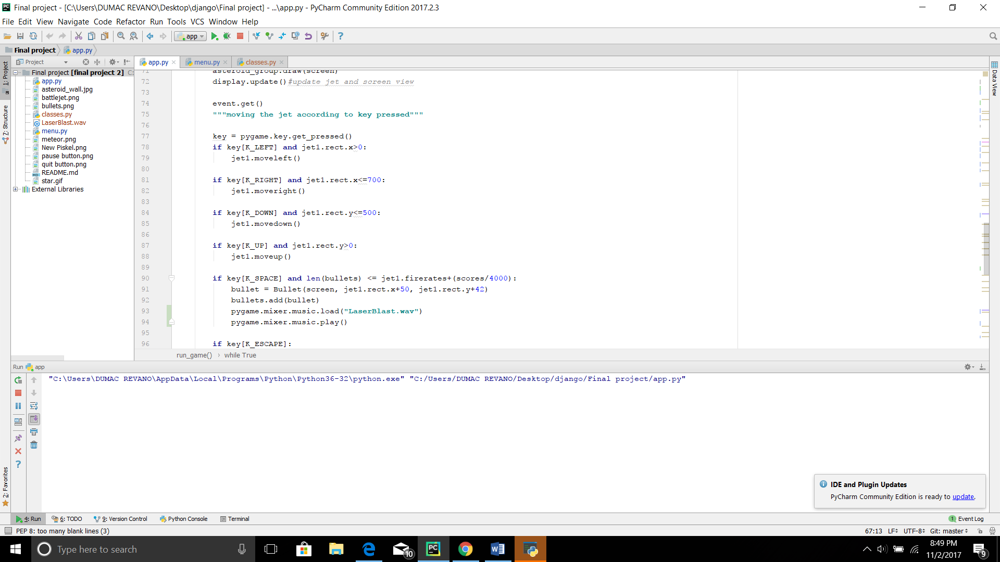 Final project - [C:\Users\DUMAC REVANO\Desktop\django\Final project] - ...\app.py - PyCharm Community Edition 2017.2.3
File Edit View Navigate Code Refactor Run Tools VCS Window Help
app
Final project app.py
Project
app.py menu.py classes.py
1: Project
Z: Structure
2: Favorites
Data View
Final project [final project 2] C:
app.py
asteroid_wall.jpg
battlejet.png
bullets.png
classes.py
LaserBlast.wav
menu.py
meteor.png
New Piskel.png
pause button.png
quit button.png
README.md
star.gif
External Libraries
71 asteroid_group.draw(screen)
72 display.update()#update jet and screen view
73
74 event.get()
75 """moving the jet according to key pressed"""
76
77 key = pygame.key.get_pressed()
78 if key[K_LEFT] and jet1.rect.x>0:
79 jet1.moveleft()
80
81 if key[K_RIGHT] and jet1.rect.x<=700:
82 jet1.moveright()
83
84 if key[K_DOWN] and jet1.rect.y<=500:
85 jet1.movedown()
86
87 if key[K_UP] and jet1.rect.y>0:
88 jet1.moveup()
89
90 if key[K_SPACE] and len(bullets) <= jet1.firerates+(scores/4000):
91 bullet = Bullet(screen, jet1.rect.x+50, jet1.rect.y+42)
92 bullets.add(bullet)
93 pygame.mixer.music.load("LaserBlast.wav")
94 pygame.mixer.music.play()
95
96 if key[K_ESCAPE]:
run_game() › while True
Run app
"C:\Users\DUMAC REVANO\AppData\Local\Programs\Python\Python36-32\python.exe" "C:/Users/DUMAC REVANO/Desktop/django/Final project/app.py"
IDE and Plugin Updates
PyCharm Community Edition is ready to update.
4: Run 6: TODO 9: Version Control Python Console Terminal 1 Event Log
PEP 8: too many blank lines (3) 67:13 LF UTF-8 Git: master
Type here to search
10
8:49 PM
11/2/2017
9